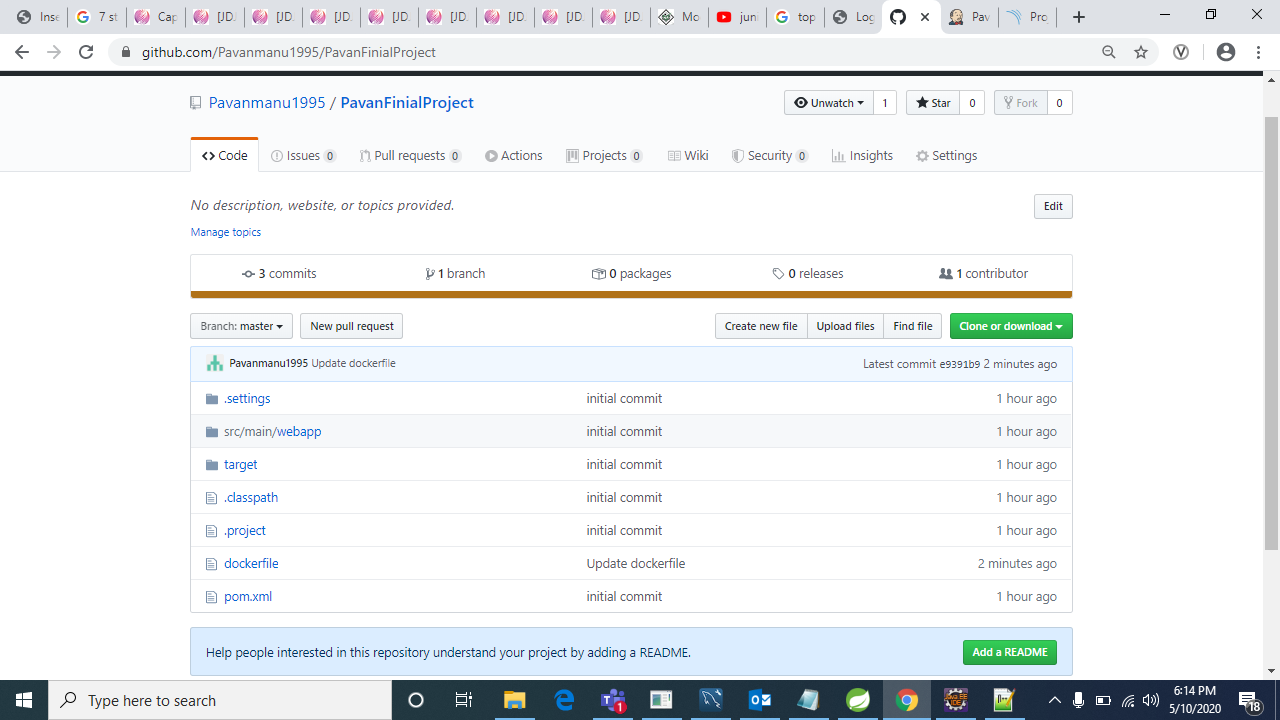 Inse
7 st
Cap
[JD.
[JD.
[JD.
[JD.
[JD.
[JD.
[JD.
[JD.
Mo
jun
top
Log
Pav
Pro
github.com/Pavanmanu1995/PavanFinialProject
Pavanmanu1995 / PavanFinialProject
Unwatch 1 Star 0 Fork 0
Code Issues 0 Pull requests 0 Actions Projects 0 Wiki Security 0 Insights Settings
No description, website, or topics provided. Edit
Manage topics
3 commits 1 branch 0 packages 0 releases 1 contributor
Branch: master New pull request Create new file Upload files Find file Clone or download
Pavanmanu1995 Update dockerfile Latest commit e9391b9 2 minutes ago
.settings initial commit 1 hour ago
src/main/webapp initial commit 1 hour ago
target initial commit 1 hour ago
.classpath initial commit 1 hour ago
.project initial commit 1 hour ago
dockerfile Update dockerfile 2 minutes ago
pom.xml initial commit 1 hour ago
Help people interested in this repository understand your project by adding a README. Add a README
Type here to search
1
6:14 PM
5/10/2020
18